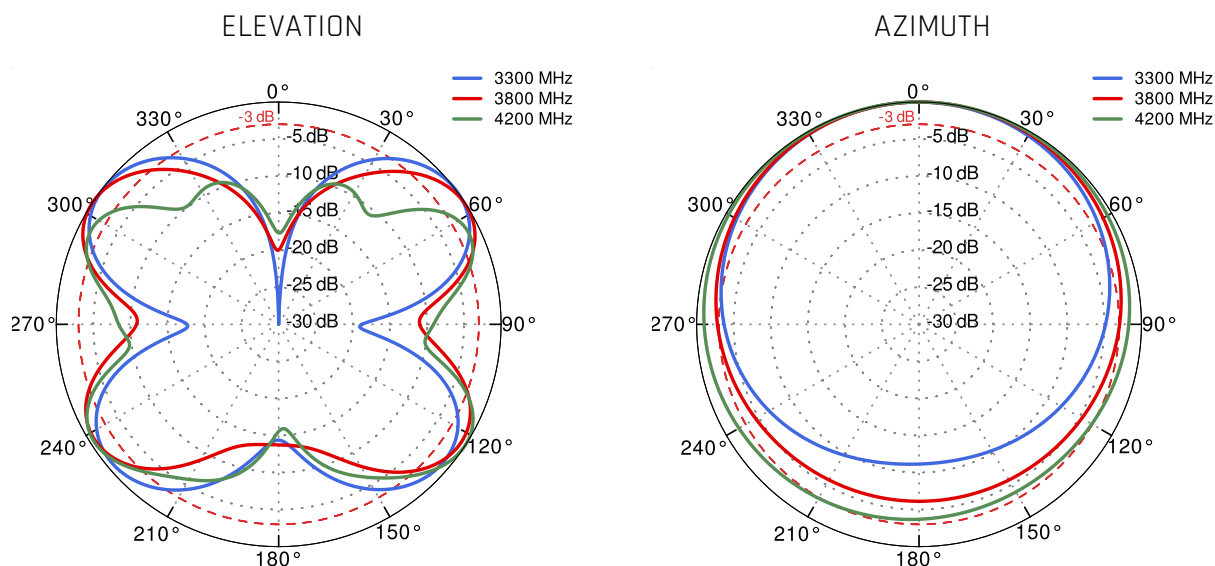 ELEVATION
3300 MHz
3800 MHz
4200 MHz
0°
-3 dB
330°
30°
-5 dB
-10 dB
300°
60°
-15 dB
-20 dB
-25 dB
270°
-30 dB
90°
240°
120°
210°
150°
180°
AZIMUTH
3300 MHz
3800 MHz
4200 MHz
0°
-3 dB
330°
30°
-5 dB
-10 dB
300°
60°
-15 dB
-20 dB
-25 dB
270°
-30 dB
90°
240°
120°
210°
150°
180°